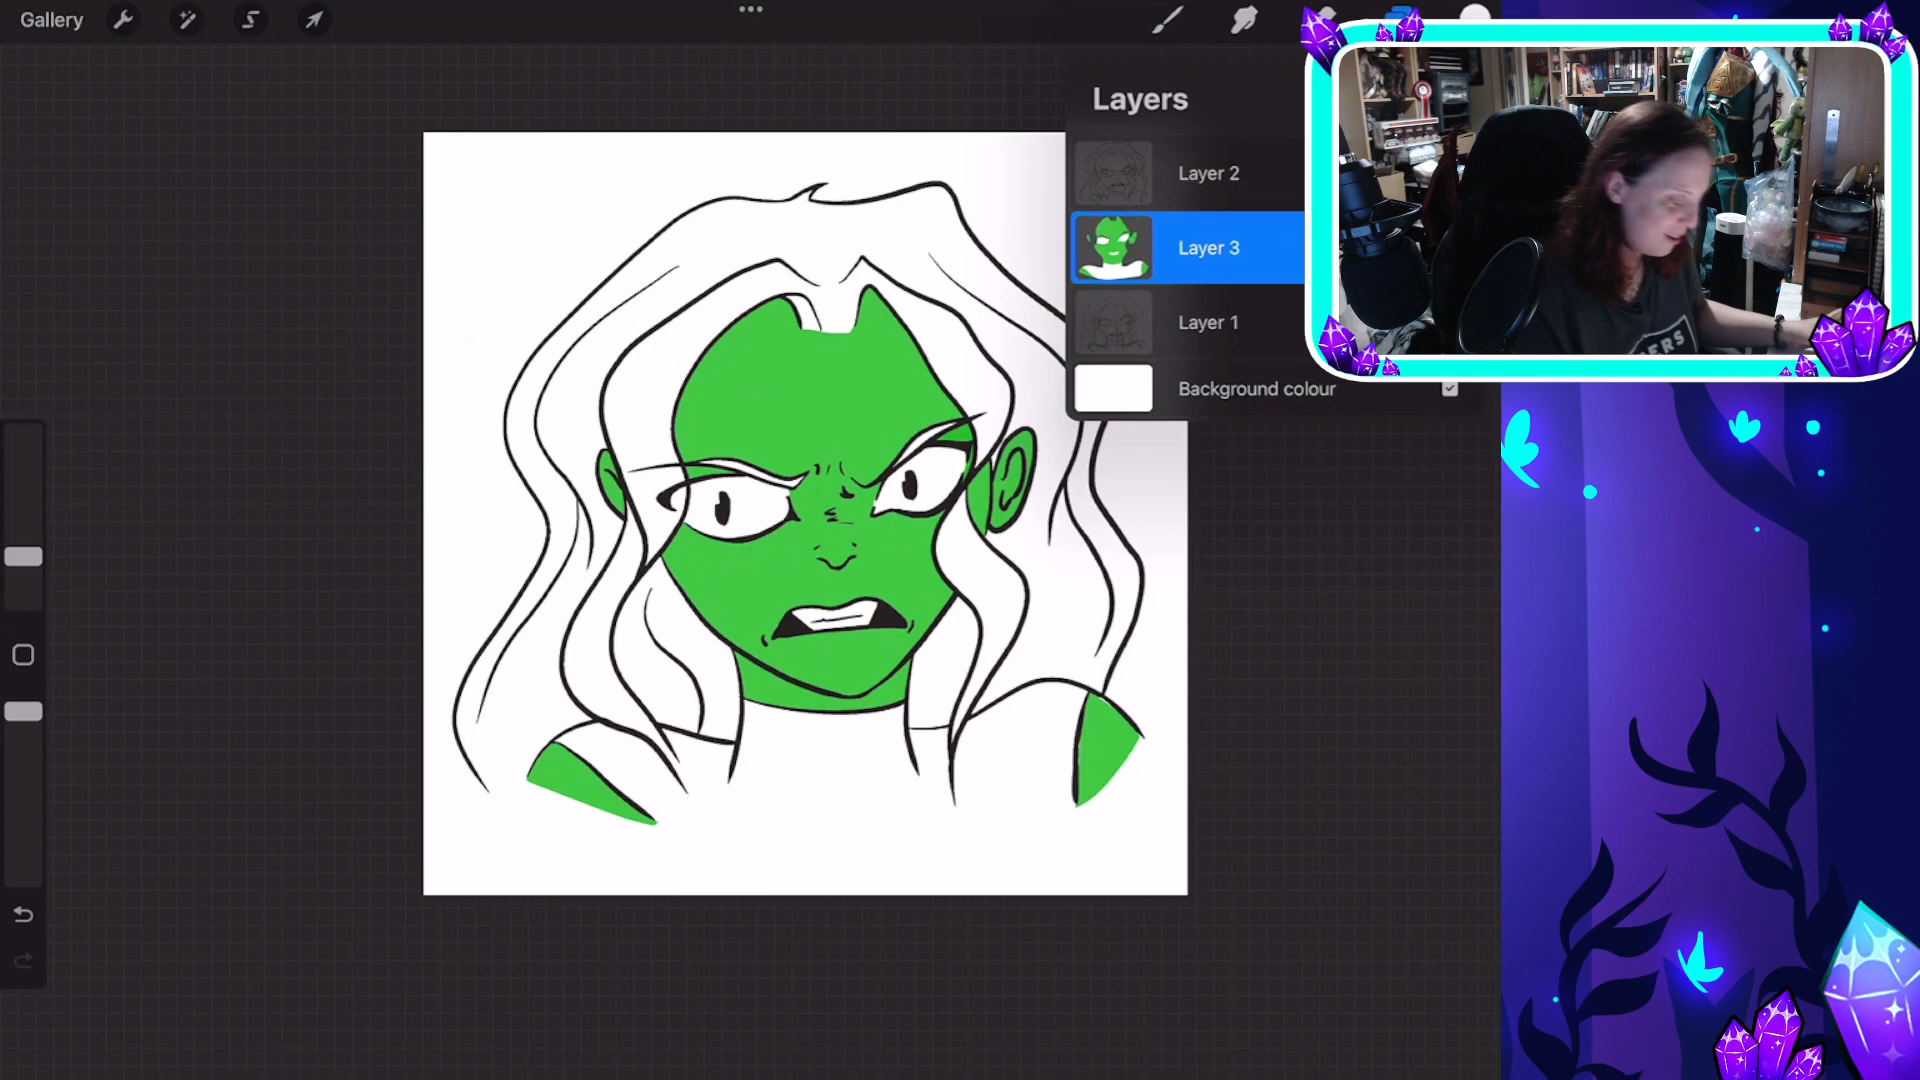 Gallery
Layers
Layer 2
Layer 3
Layer 1
Background colour